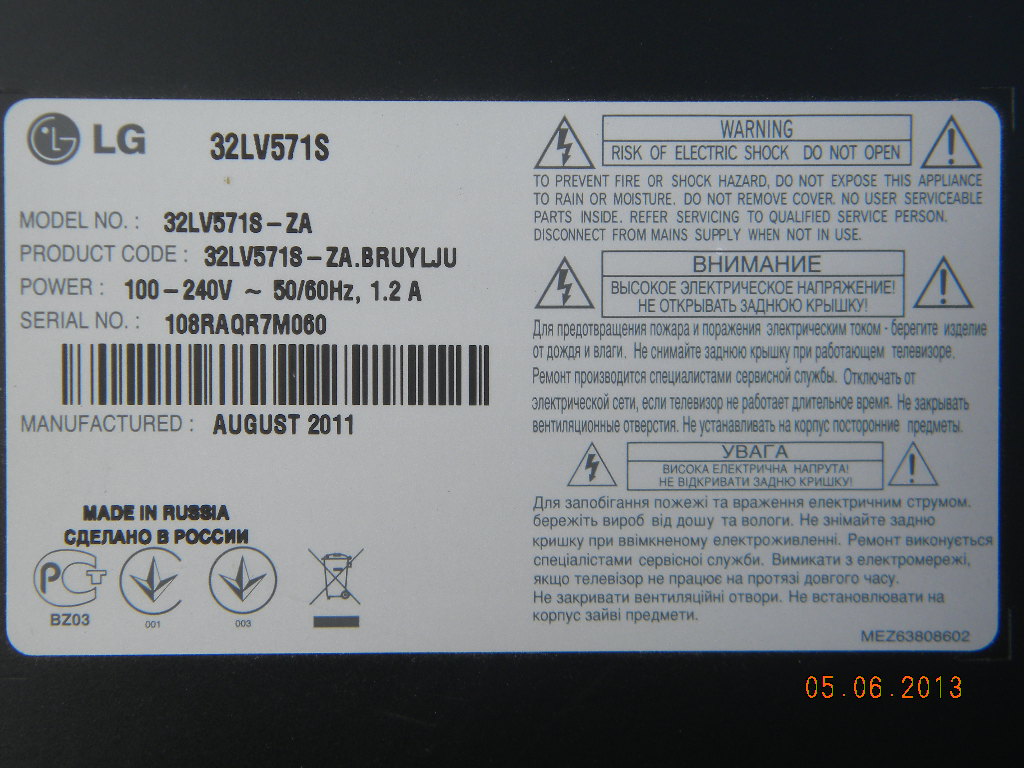 LG
32LV571S
MODEL NO. : 32LV571S-ZA
PRODUCT CODE : 32LV571S-ZA.BRUYLJU
POWER : 100-240V ~ 50/60Hz, 1.2 A
SERIAL NO. : 108RAQR7M060
MANUFACTURED : AUGUST 2011
MADE IN RUSSIA
СДЕЛАНО В РОССИИ
РСТ
BZ03
001
003
WARNING
RISK OF ELECTRIC SHOCK DO NOT OPEN
TO PREVENT FIRE OR SHOCK HAZARD, DO NOT EXPOSE THIS APPLIANCE
TO RAIN OR MOISTURE. DO NOT REMOVE COVER. NO USER SERVICEABLE
PARTS INSIDE. REFER SERVICING TO QUALIFIED SERVICE PERSON.
DISCONNECT FROM MAINS SUPPLY WHEN NOT IN USE.
ВНИМАНИЕ
ВЫСОКОЕ ЭЛЕКТРИЧЕСКОЕ НАПРЯЖЕНИЕ!
НЕ ОТКРЫВАТЬ ЗАДНЮЮ КРЫШКУ!
Для предотвращения пожара и поражения электрическим током - берегите изделие
от дождя и влаги. Не снимайте заднюю крышку при работающем телевизоре.
Ремонт производится специалистами сервисной службы. Отключать от
электрической сети, если телевизор не работает длительное время. Не закрывать
вентиляционные отверстия. Не устанавливать на корпус посторонние предметы.
УВАГА
ВИСОКА ЕЛЕКТРИЧНА НАПРУГА!
НЕ ВІДКРИВАТИ ЗАДНЮ КРИШКУ!
Для запобігання пожежі та враження електричним струмом.
бережіть виріб від дошу та вологи. Не знімайте задню
кришку при ввімкненому електроживленні. Ремонт виконується
спеціалістами сервісної служби. Вимикати з електромережі,
якщо телевізор не працює на протязі довгого часу.
Не закривати вентиляційні отвори. Не встановлювати на
корпус зайві предмети.
MEZ63808602
05.06.2013